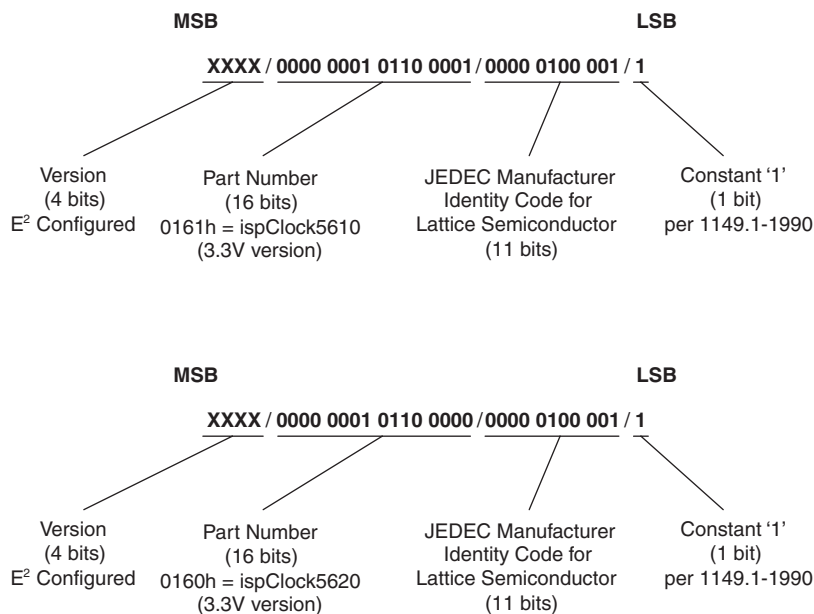 MSB LSB
XXXX / 0000 0001 0110 0001 / 0000 0100 001 / 1
Version
(4 bits)
E² Configured
Part Number
(16 bits)
0161h = ispClock5610
(3.3V version)
JEDEC Manufacturer
Identity Code for
Lattice Semiconductor
(11 bits)
Constant ‘1’
(1 bit)
per 1149.1-1990
MSB LSB
XXXX / 0000 0001 0110 0000 / 0000 0100 001 / 1
Version
(4 bits)
E² Configured
Part Number
(16 bits)
0160h = ispClock5620
(3.3V version)
JEDEC Manufacturer
Identity Code for
Lattice Semiconductor
(11 bits)
Constant ‘1’
(1 bit)
per 1149.1-1990